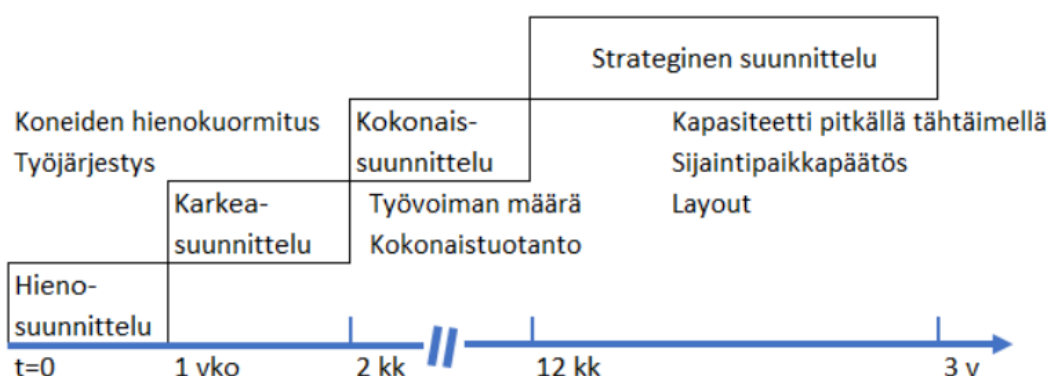 Strateginen suunnittelu
Koneiden hienokuormitus
Työjärjestys
Kokonais-
suunnittelu
Kapasiteetti pitkällä tähtäimellä
Sijaintipaikkapäätös
Layout
Karkea-
suunnittelu
Työvoiman määrä
Kokonaistuotanto
Hieno-
suunnittelu
t=0
1 vko
2 kk
12 kk
3 v